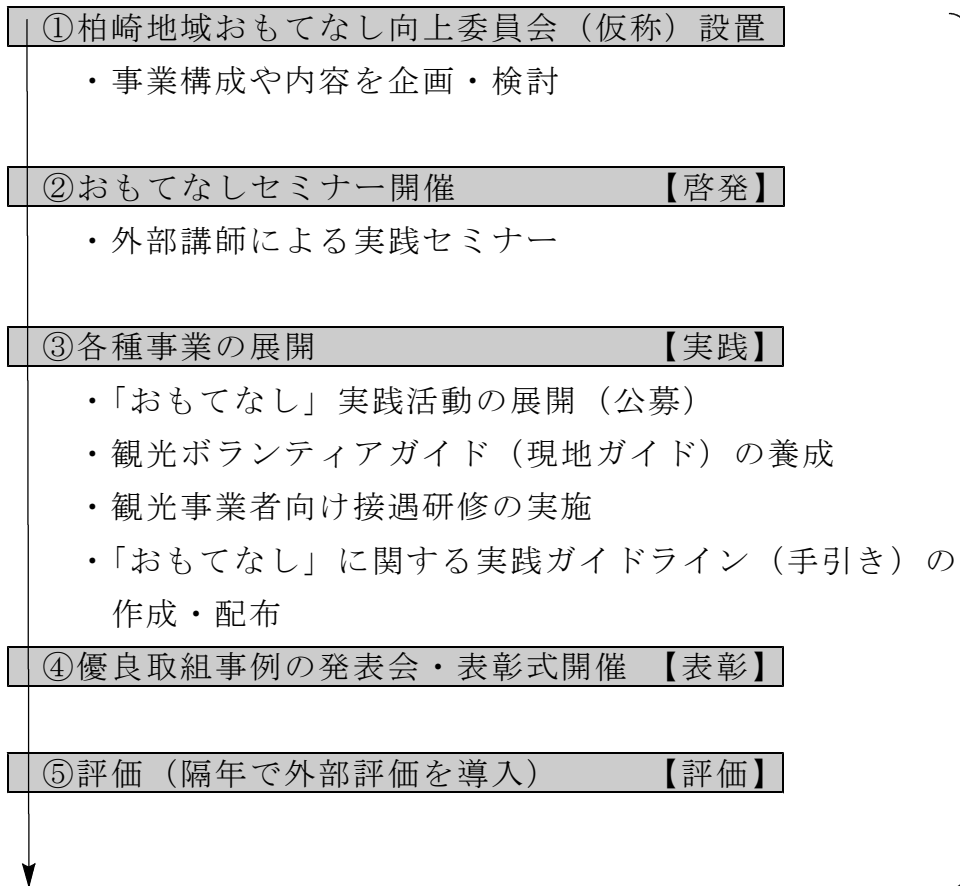 ①柏崎地域おもてなし向上委員会（仮称）設置
・事業構成や内容を企画・検討
②おもてなしセミナー開催　【啓発】
・外部講師による実践セミナー
③各種事業の展開　【実践】
・「おもてなし」実践活動の展開（公募）
・観光ボランティアガイド（現地ガイド）の養成
・観光事業者向け接遇研修の実施
・「おもてなし」に関する実践ガイドライン（手引き）の
作成・配布
④優良取組事例の発表会・表彰式開催　【表彰】
⑤評価（隔年で外部評価を導入）　【評価】